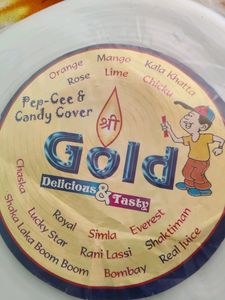 Orange Mango Kala Khatta
Rose Lime Chicku
Pep-Cee &
Candy Cover
श्री
Gold
Delicious & Tasty
Chaska Royal Simla Everest
Lucky Star Rani Lassi Shaktiman
Shaka Laka Boom Boom Bombay Real Juice